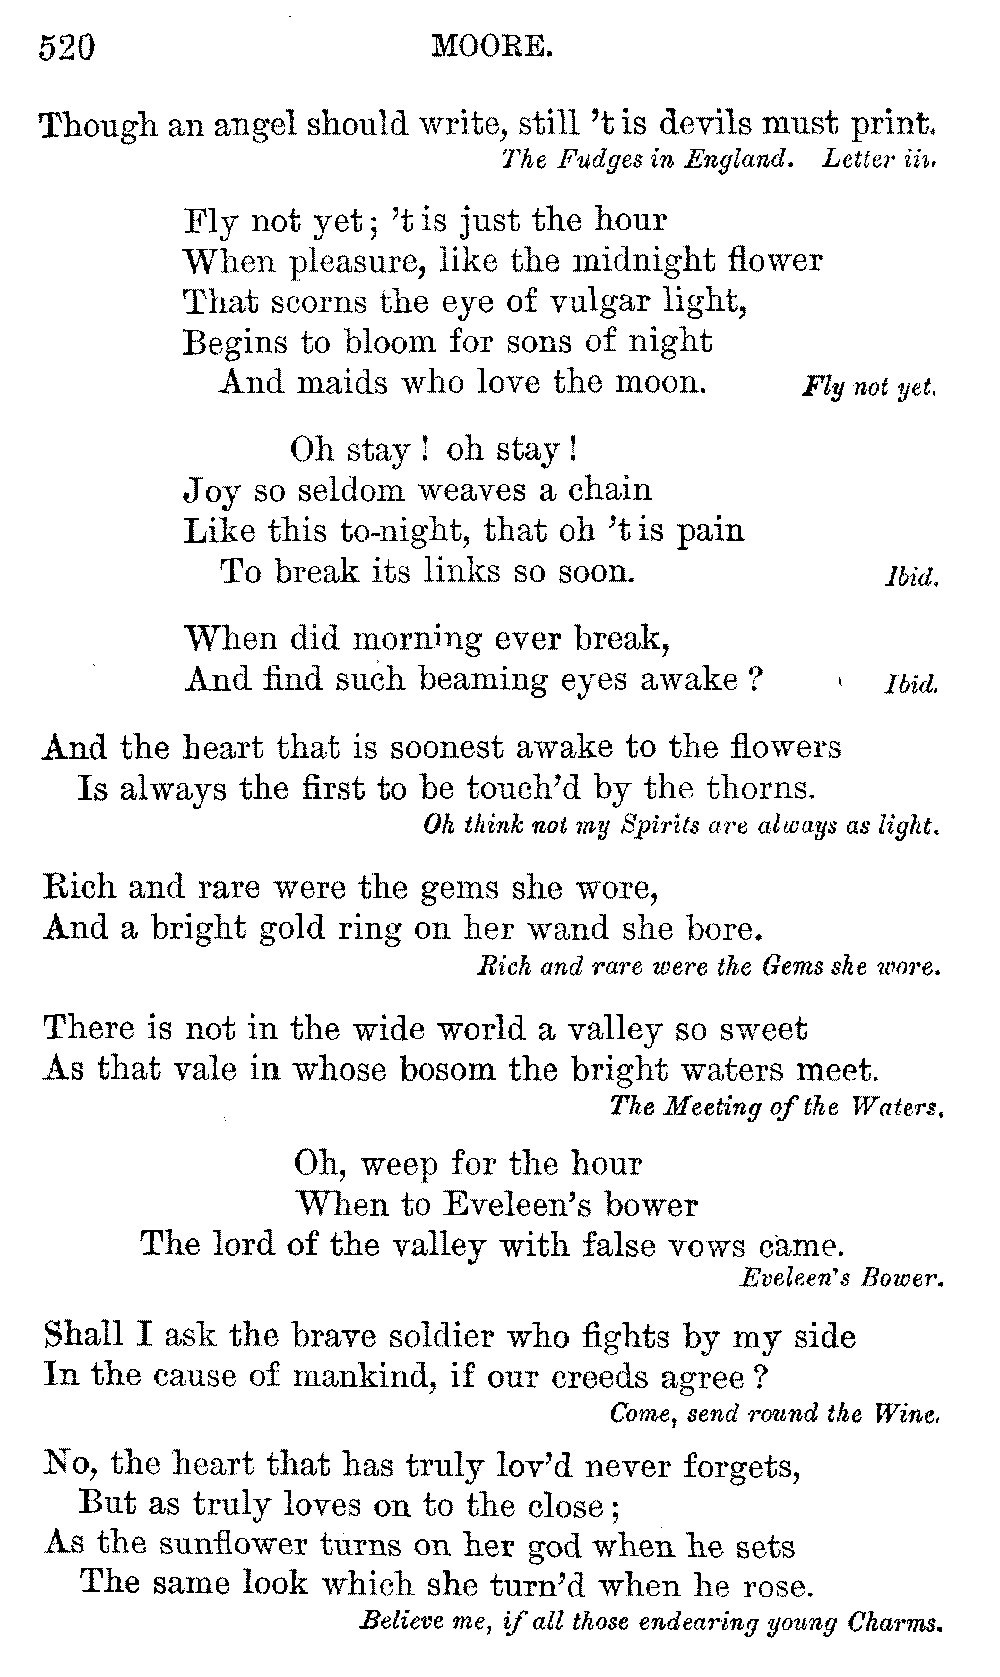 520 MOORE.
Though an angel should write, still 't is devils must print.
The Fudges in England. Letter iii.
Fly not yet; 't is just the hour
When pleasure, like the midnight flower
That scorns the eye of vulgar light,
Begins to bloom for sons of night
And maids who love the moon. Fly not yet.
Oh stay! oh stay!
Joy so seldom weaves a chain
Like this to-night, that oh 't is pain
To break its links so soon. Ibid.
When did morning ever break,
And find such beaming eyes awake? Ibid.
And the heart that is soonest awake to the flowers
Is always the first to be touch'd by the thorns.
Oh think not my Spirits are always as light.
Rich and rare were the gems she wore,
And a bright gold ring on her wand she bore.
Rich and rare were the Gems she wore.
There is not in the wide world a valley so sweet
As that vale in whose bosom the bright waters meet.
The Meeting of the Waters.
Oh, weep for the hour
When to Eveleen's bower
The lord of the valley with false vows came.
Eveleen's Bower.
Shall I ask the brave soldier who fights by my side
In the cause of mankind, if our creeds agree?
Come, send round the Wine.
No, the heart that has truly lov'd never forgets,
But as truly loves on to the close;
As the sunflower turns on her god when he sets
The same look which she turn'd when he rose.
Believe me, if all those endearing young Charms.